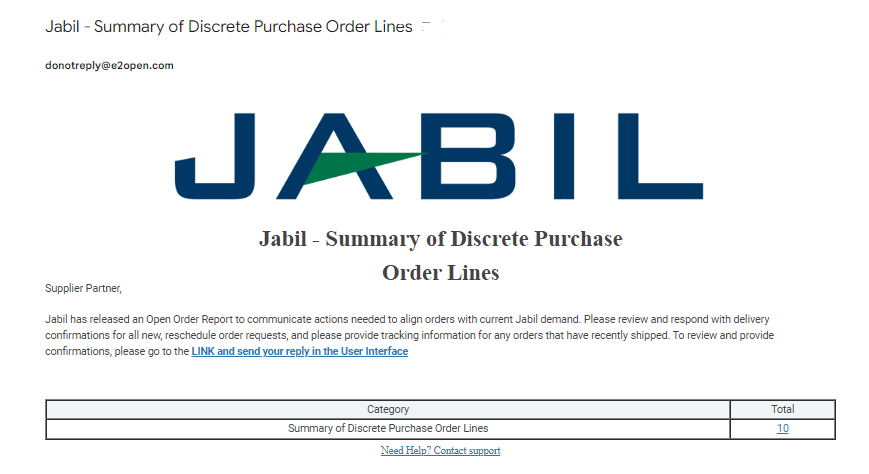 Jabil - Summary of Discrete Purchase Order Lines
donotreply@e2open.com
JABIL
Jabil - Summary of Discrete Purchase
Order Lines
Supplier Partner,
Jabil has released an Open Order Report to communicate actions needed to align orders with current Jabil demand. Please review and respond with delivery
confirmations for all new, reschedule order requests, and please provide tracking information for any orders that have recently shipped. To review and provide
confirmations, please go to the LINK and send your reply in the User Interface
Category Total
Summary of Discrete Purchase Order Lines 10
Need Help? Contact support